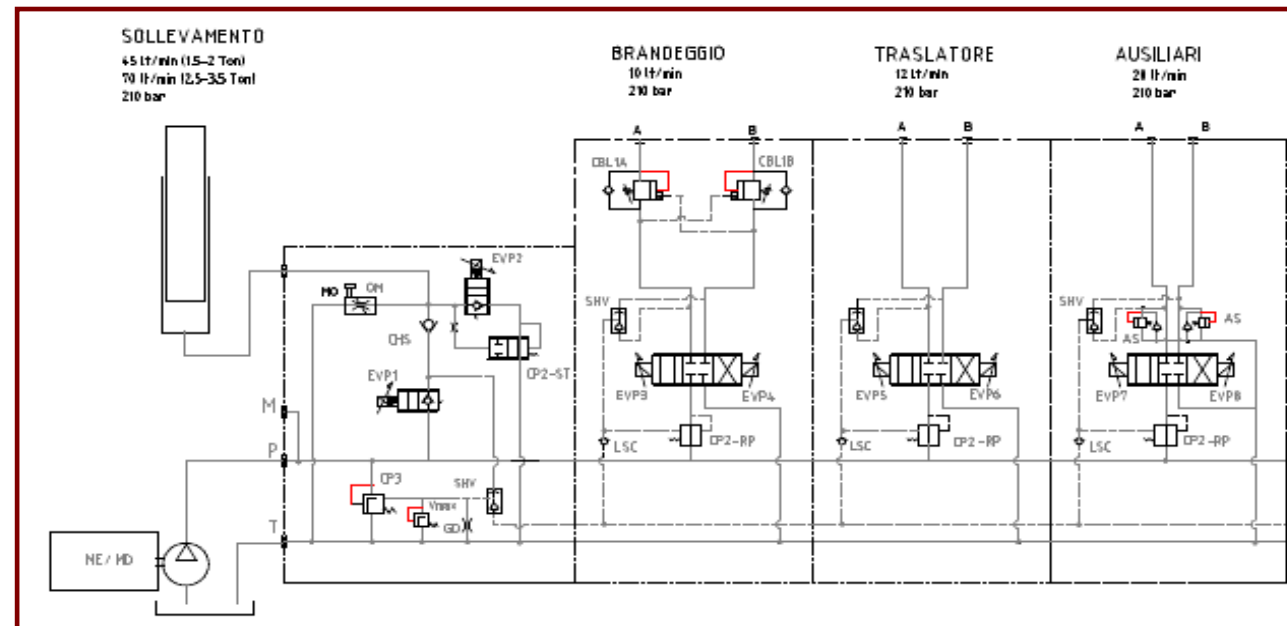 SOLLEVAMENTO
45 lt/min (1.5-2 Ton)
70 lt/min (2.5-3.5 Ton)
210 bar
BRANDEGGIO
10 lt/min
210 bar
TRASLATORE
12 lt/min
210 bar
AUSILIARI
28 lt/min
210 bar
A
B
A
B
A
B
CBL1A
CBL1B
EVP2
MO
OM
CHS
CP2-ST
EVP1
M
P
T
CP3
Vmax
GD
SHV
ME/MD
SHV
EVP3
EVP4
CP2-RP
LSC
SHV
EVP5
EVP6
CP2-RP
LSC
SHV
AS
AS
EVP7
EVP8
CP2-RP
LSC